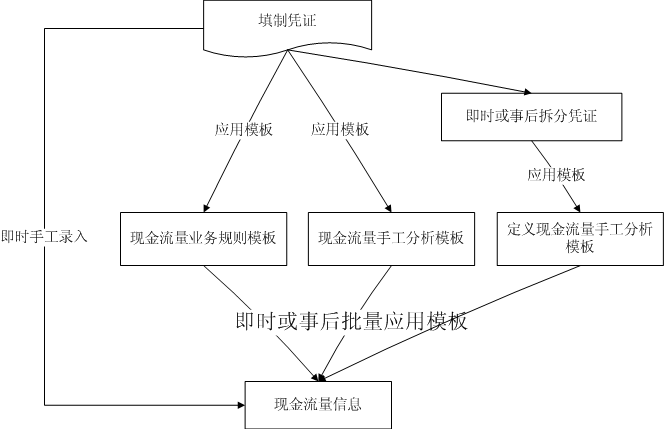 填制凭证
即时或事后拆分凭证
应用模板
应用模板
应用模板
即时手工录入
现金流量业务规则模板
现金流量手工分析模板
定义现金流量手工分析
模板
即时或事后批量应用模板
现金流量信息